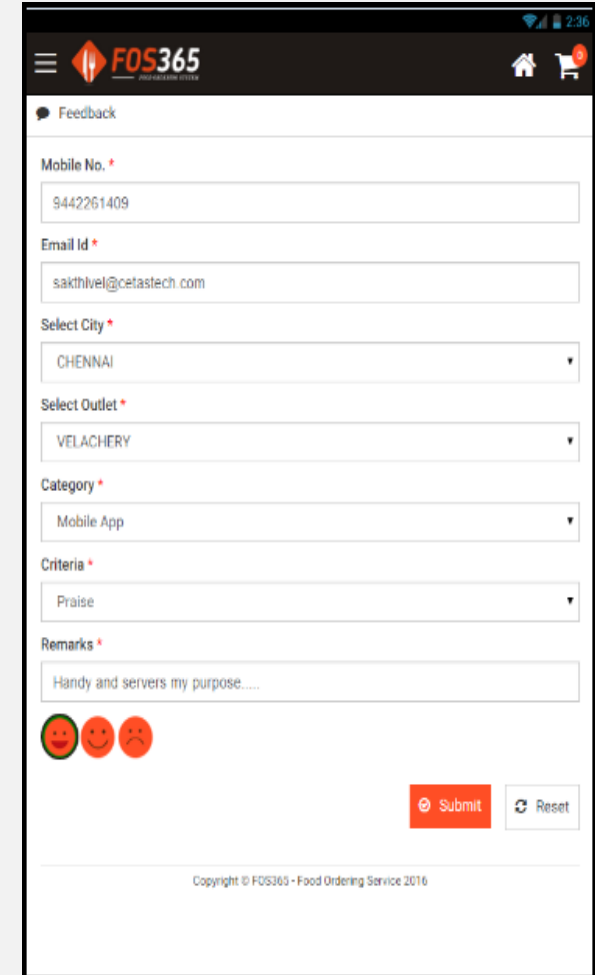 2:36
FOS365
0
Feedback
Mobile No. *
9442261409
Email Id *
sakthivel@cetastech.com
Select City *
CHENNAI
Select Outlet *
VELACHERY
Category *
Mobile App
Criteria *
Praise
Remarks *
Handy and servers my purpose.....
Submit Reset
Copyright © FOS365 - Food Ordering Service 2016